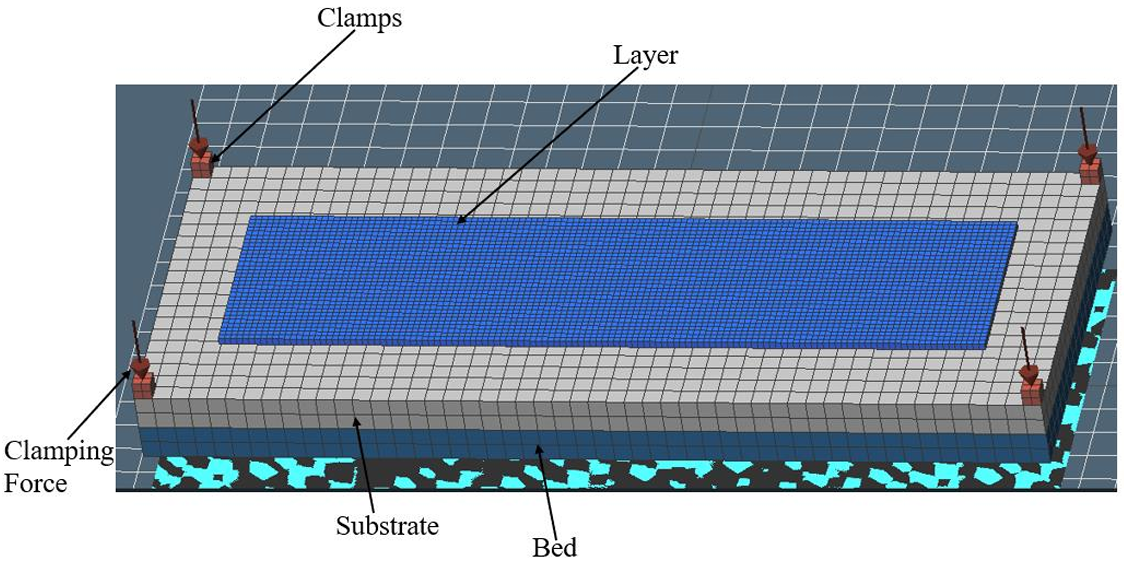 Clamps
Layer
Clamping
Force
Substrate
Bed